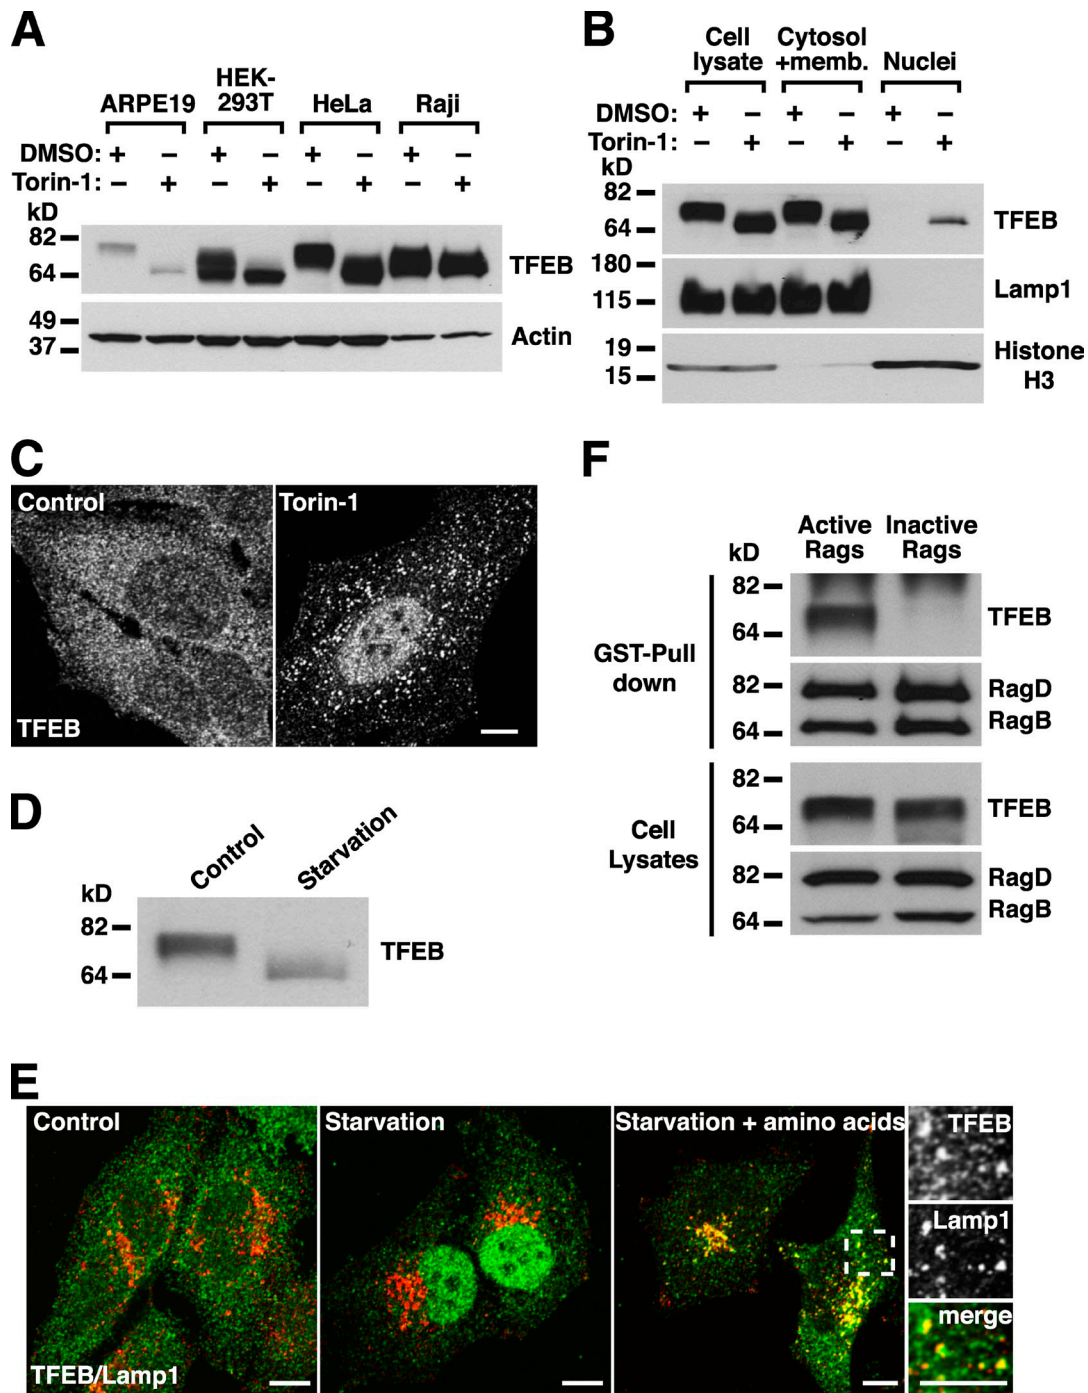 A
ARPE19
HEK-
293T
HeLa
Raji
DMSO: + – + – + – + –
Torin-1: – + – + – + – +
kD
82
64
TFEB
49
37
Actin
B
Cell
lysate
Cytosol
+memb.
Nuclei
DMSO: + – + – + –
Torin-1: – + – + – +
kD
82
64
TFEB
180
115
Lamp1
19
15
Histone
H3
C
Control
TFEB
Torin-1
D
Control
Starvation
kD
82
64
TFEB
F
Active
Rags
Inactive
Rags
kD
GST-Pull
down
82
64
TFEB
82
64
RagD
RagB
Cell
Lysates
82
64
TFEB
82
64
RagD
RagB
E
Control
TFEB/Lamp1
Starvation
Starvation + amino acids
TFEB
Lamp1
merge